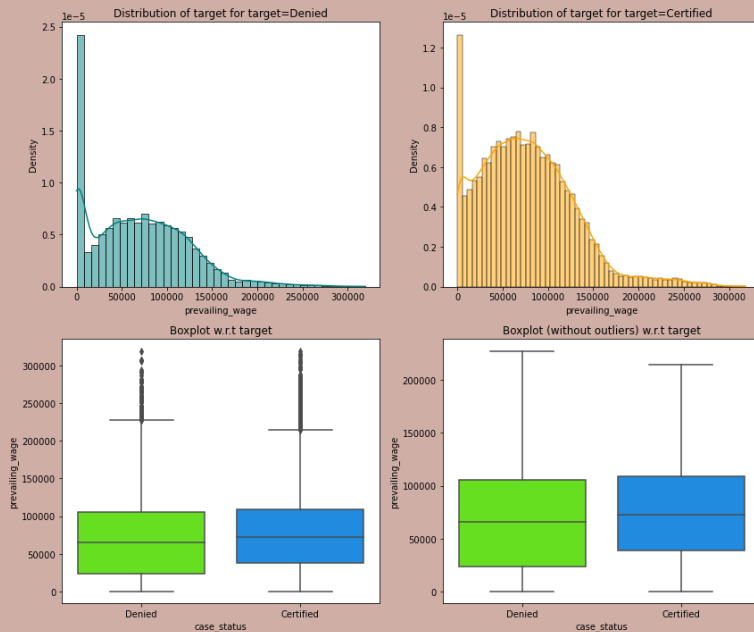 Distribution of target for target=Denied
1e−5
2.5
2.0
1.5
1.0
0.5
0.0
Density
0
50000
100000
150000
200000
250000
300000
prevailing_wage
Distribution of target for target=Certified
1e−5
1.2
1.0
0.8
0.6
0.4
0.2
0.0
Density
0
50000
100000
150000
200000
250000
300000
prevailing_wage
Boxplot w.r.t target
300000
250000
200000
150000
100000
50000
0
prevailing_wage
Denied
Certified
case_status
Boxplot (without outliers) w.r.t target
200000
150000
100000
50000
0
prevailing_wage
Denied
Certified
case_status